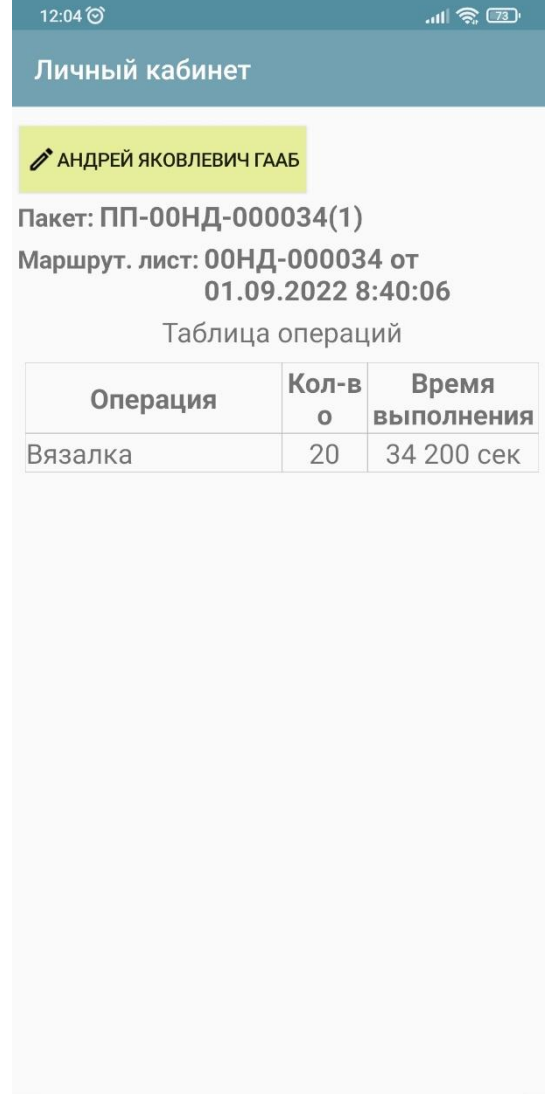 12:04 73
Личный кабинет
АНДРЕЙ ЯКОВЛЕВИЧ ГААБ
Пакет: ПП-00НД-000034(1)
Маршрут. лист: 00НД-000034 от
01.09.2022 8:40:06
Таблица операций
Операция Кол-в Время
о выполнения
Вязалка 20 34 200 сек